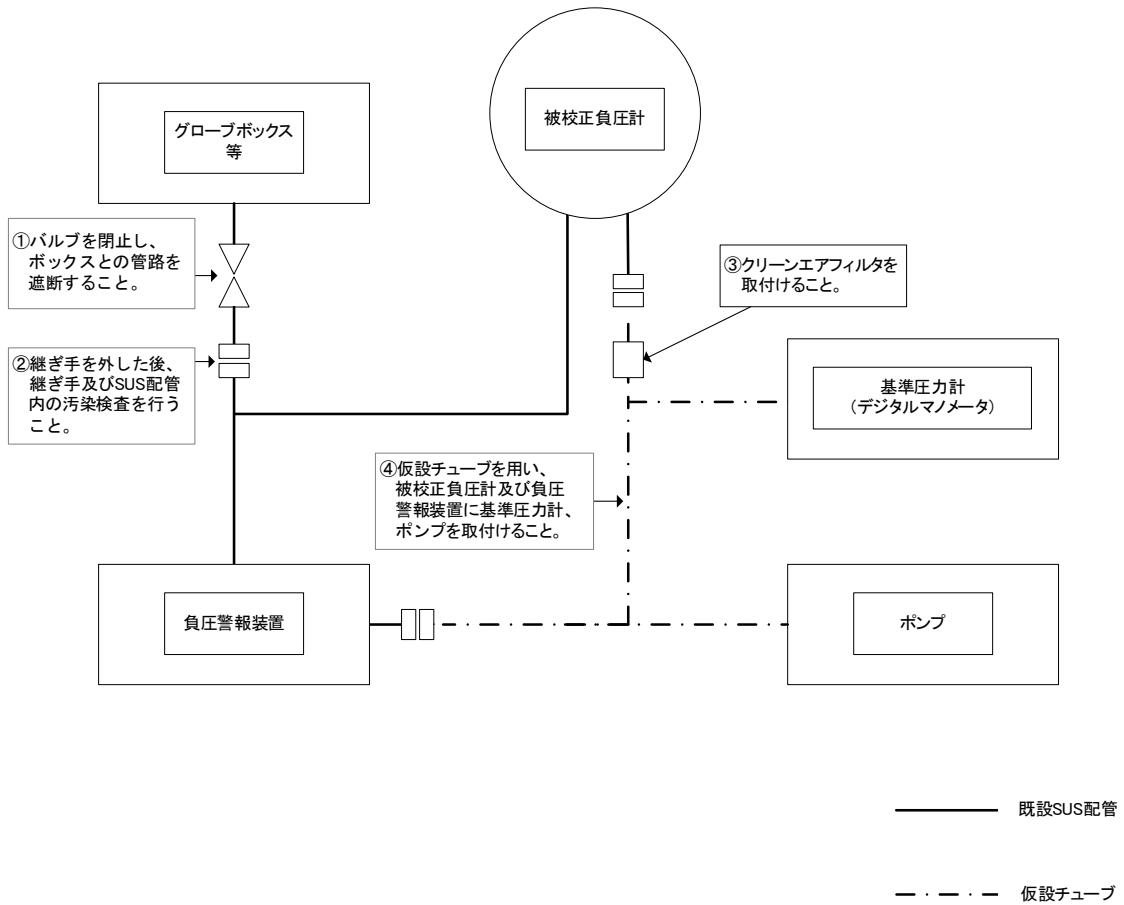 グローブボックス
等
被校正負圧計
①バルブを閉止し、
ボックスとの管路を
遮断すること。
③クリーンエアフィルタを
取付けること。
②継ぎ手を外した後、
継ぎ手及びSUS配管
内の汚染検査を行う
こと。
基準圧力計
(デジタルマノメータ)
④仮設チューブを用い、
被校正負圧計及び負圧
警報装置に基準圧力計、
ポンプを取付けること。
負圧警報装置
ポンプ
既設SUS配管
仮設チューブ